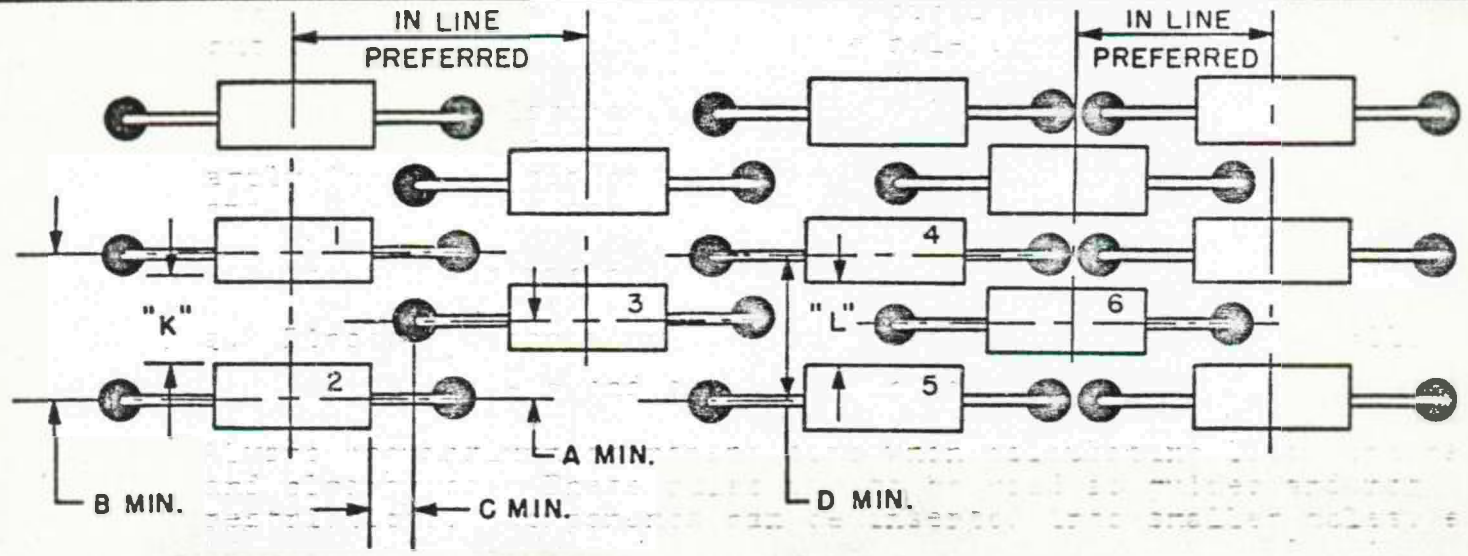 IN LINE
PREFERRED
IN LINE
PREFERRED
1
4
"K"
3
"L"
6
2
5
A MIN.
B MIN.
C MIN.
D MIN.